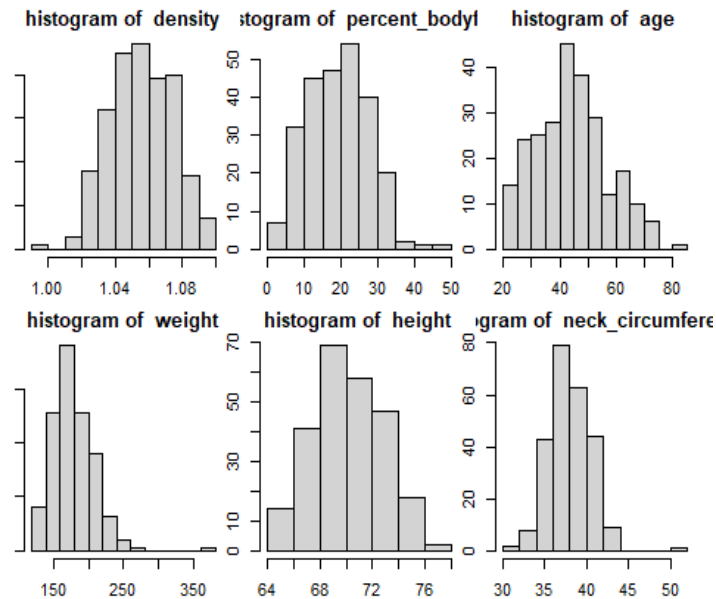 histogram of density
stogram of percent_bodyf
histogram of age
50
40
30
20
10
0
40
30
20
10
0
1.00 1.04 1.08
0 10 20 30 40 50
20 40 60 80
histogram of weight
histogram of height
ogram of neck_circumfere
70
50
30
10
0
80
60
40
20
0
150 250 350
64 68 72 76
30 35 40 45 50